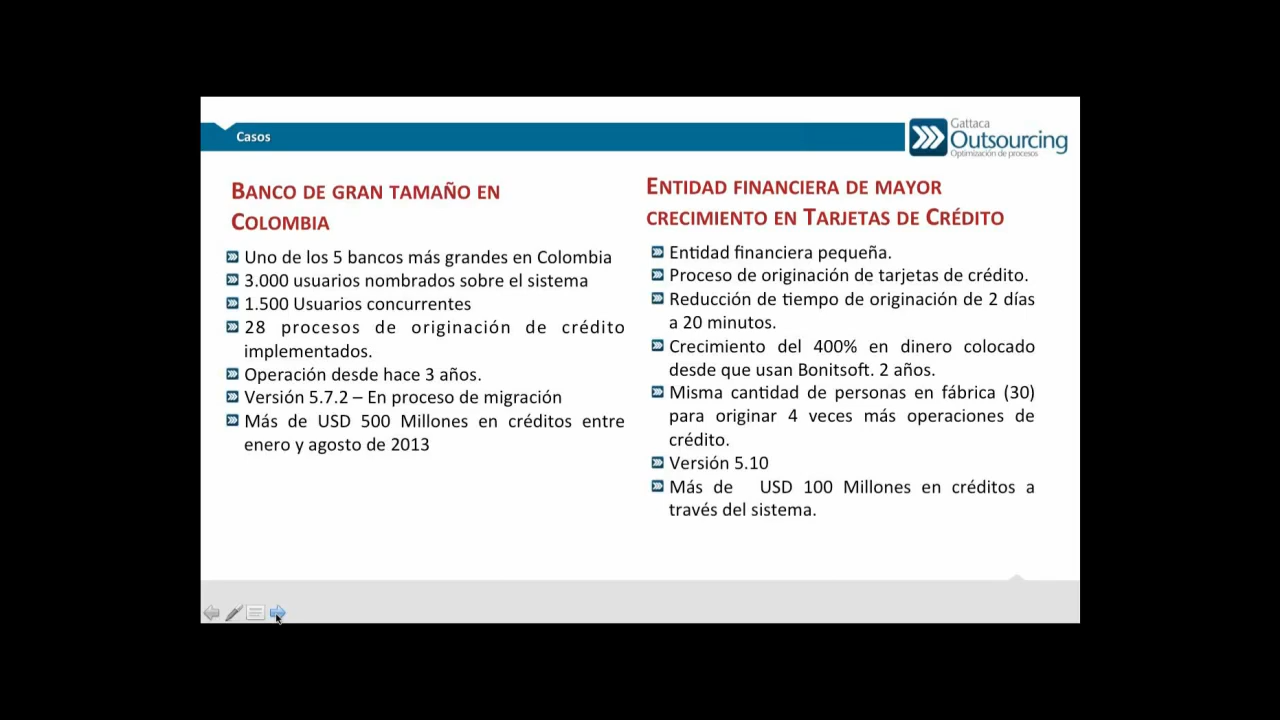 Casos
Gattaca
Outsourcing
Optimización de procesos
BANCO DE GRAN TAMAÑO EN
COLOMBIA
Uno de los 5 bancos más grandes en Colombia
3.000 usuarios nombrados sobre el sistema
1.500 Usuarios concurrentes
28 procesos de originación de crédito
implementados.
Operación desde hace 3 años.
Versión 5.7.2 – En proceso de migración
Más de USD 500 Millones en créditos entre
enero y agosto de 2013
ENTIDAD FINANCIERA DE MAYOR
CRECIMIENTO EN TARJETAS DE CRÉDITO
Entidad financiera pequeña.
Proceso de originación de tarjetas de crédito.
Reducción de tiempo de originación de 2 días
a 20 minutos.
Crecimiento del 400% en dinero colocado
desde que usan Bonitsoft. 2 años.
Misma cantidad de personas en fábrica (30)
para originar 4 veces más operaciones de
crédito.
Versión 5.10
Más de USD 100 Millones en créditos a
través del sistema.